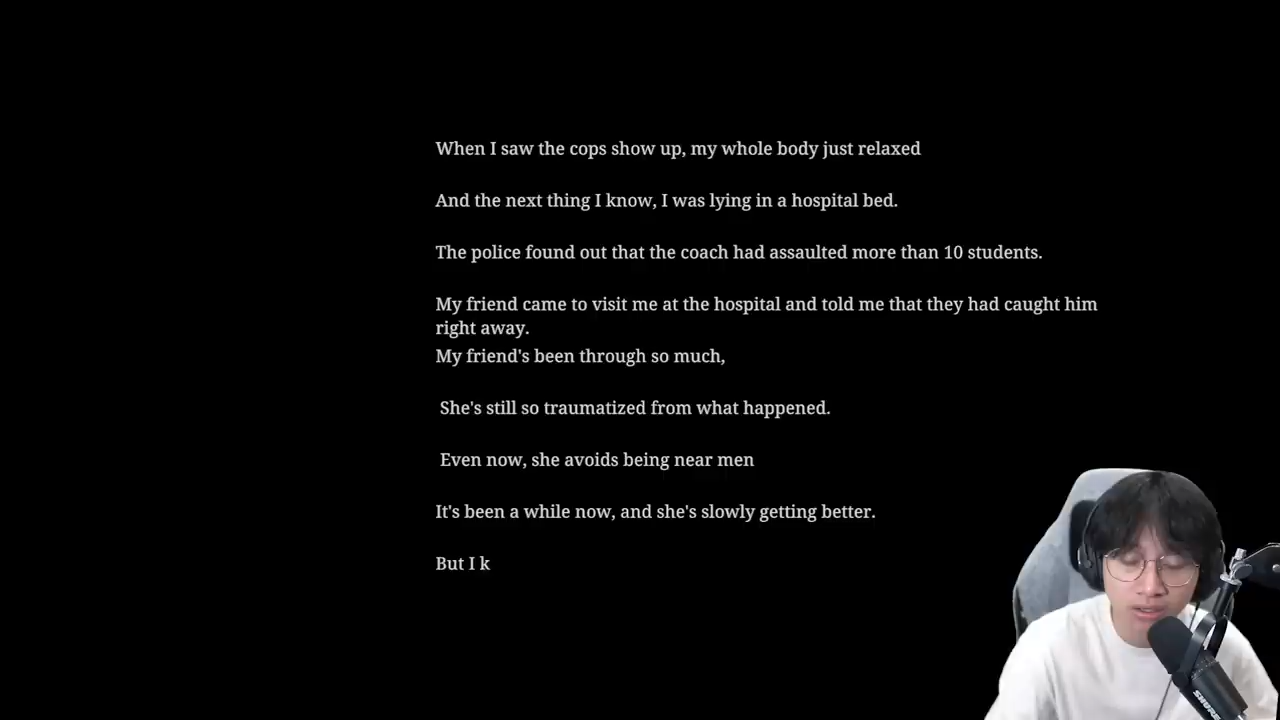 When I saw the cops show up, my whole body just relaxed
And the next thing I know, I was lying in a hospital bed.
The police found out that the coach had assaulted more than 10 students.
My friend came to visit me at the hospital and told me that they had caught him
right away.
My friend's been through so much,
She's still so traumatized from what happened.
Even now, she avoids being near men
It's been a while now, and she's slowly getting better.
But I k
SHURE